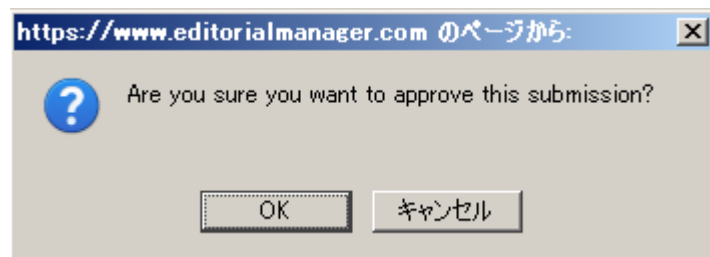 https://www.editorialmanager.com のページから:
Are you sure you want to approve this submission?
OK
キャンセル